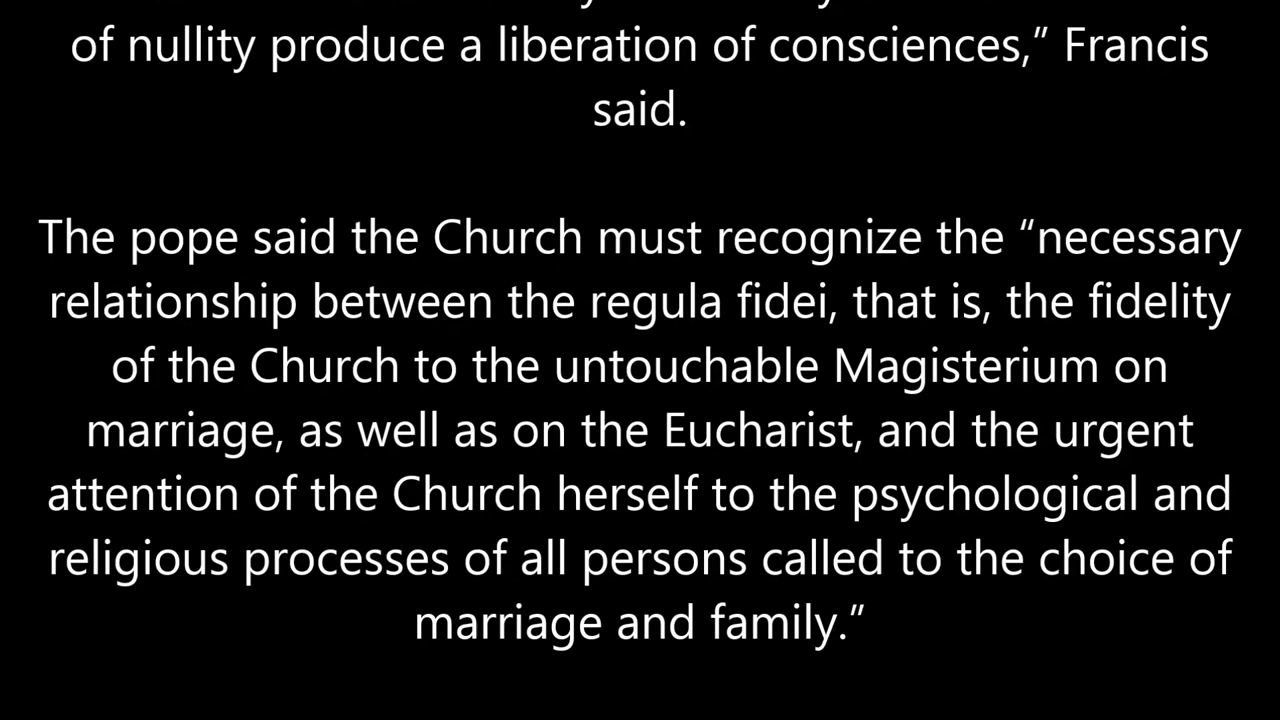 of nullity produce a liberation of consciences,” Francis
said.
The pope said the Church must recognize the “necessary
relationship between the regula fidei, that is, the fidelity
of the Church to the untouchable Magisterium on
marriage, as well as on the Eucharist, and the urgent
attention of the Church herself to the psychological and
religious processes of all persons called to the choice of
marriage and family.”